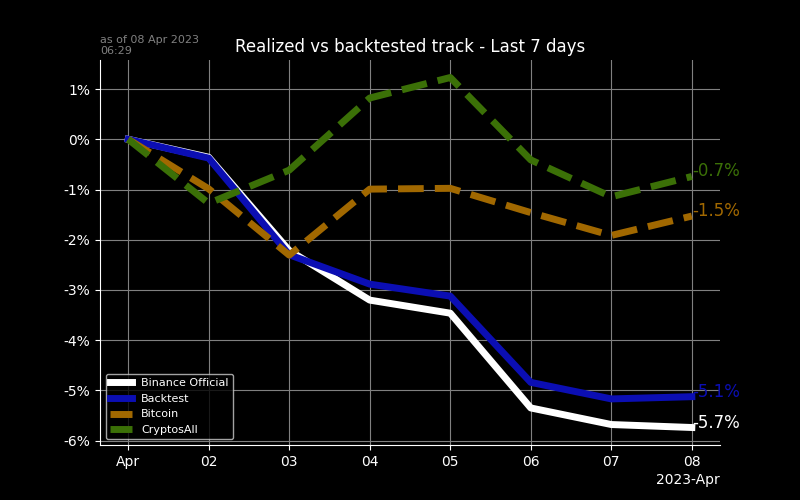 as of 08 Apr 2023
06:29
Realized vs backtested track - Last 7 days
1%
0%
-1%
-2%
-3%
-4%
-5%
-6%
-0.7%
-1.5%
-5.1%
-5.7%
Binance Official
Backtest
Bitcoin
CryptosAll
Apr 02 03 04 05 06 07 08
2023-Apr